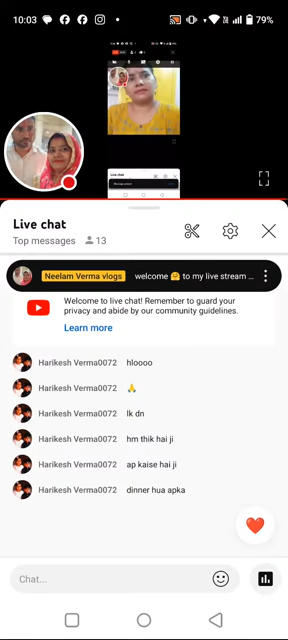 10:03
79%
Live chat
Top messages 13
Neelam Verma vlogs welcome 🤗 to my live stream ...
Welcome to live chat! Remember to guard your
privacy and abide by our community guidelines.
Learn more
Harikesh Verma0072 hloooo
Harikesh Verma0072 🙏
Harikesh Verma0072 lk dn
Harikesh Verma0072 hm thik hai ji
Harikesh Verma0072 ap kaise hai ji
Harikesh Verma0072 dinner hua apka
Chat...